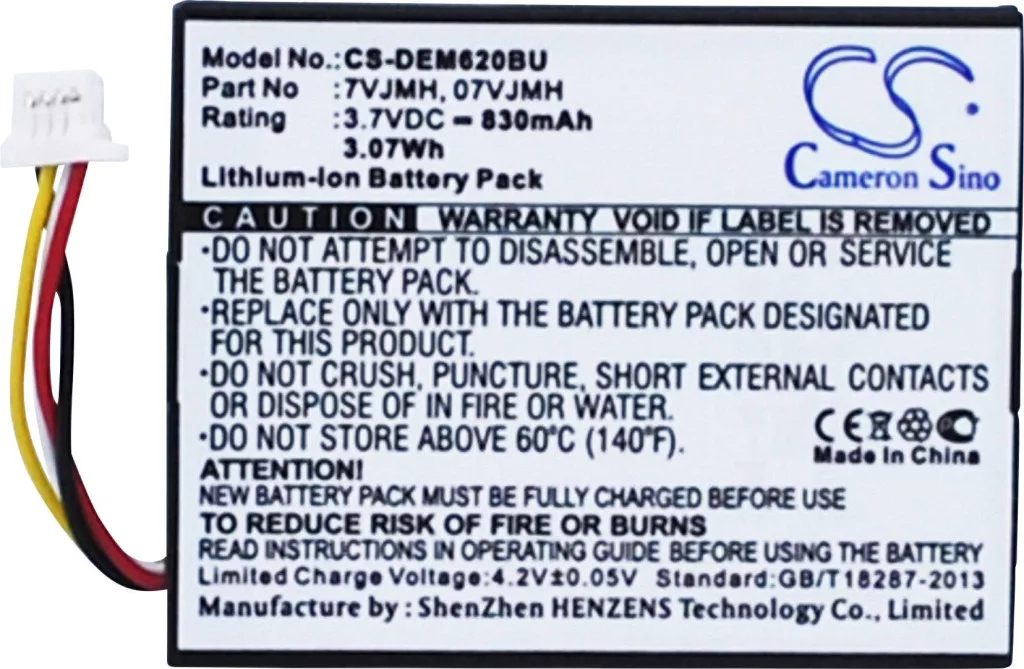 Model No.:CS-DEM620BU
Part No :7VJMH, 07VJMH
Rating :3.7VDC ⎓ 830mAh
3.07Wh
Lithium-Ion Battery Pack
CS
Cameron Sino
CAUTION WARRANTY VOID IF LABEL IS REMOVED
·DO NOT ATTEMPT TO DISASSEMBLE, OPEN OR SERVICE
THE BATTERY PACK.
·REPLACE ONLY WITH THE BATTERY PACK DESIGNATED
FOR THIS PRODUCT.
·DO NOT CRUSH, PUNCTURE, SHORT EXTERNAL CONTACTS
OR DISPOSE OF IN FIRE OR WATER.
·DO NOT STORE ABOVE 60°C (140°F).
CE
Made In China
ATTENTION!
NEW BATTERY PACK MUST BE FULLY CHARGED BEFORE USE
TO REDUCE RISK OF FIRE OR BURNS
READ INSTRUCTIONS IN OPERATING GUIDE BEFORE USING THE BATTERY
Limited Charge Voltage:4.2V±0.05V Standard:GB/T18287-2013
Manufacture by : ShenZhen HENZENS Technology Co., Limited